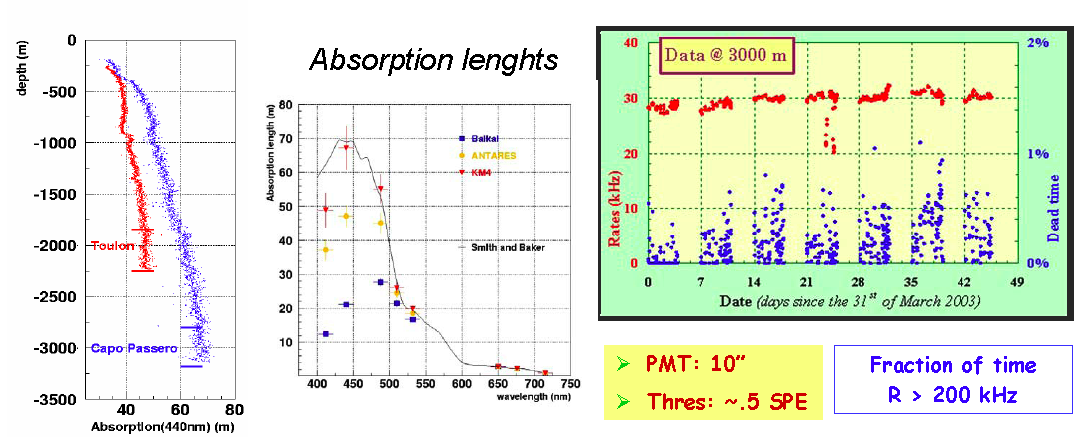 depth (m)
0
-500
-1000
-1500
-2000
-2500
-3000
-3500
Toulon
Capo Passero
40
60
80
Absorption(440nm) (m)
Absorption lenghts
Absorption length (m)
80
70
60
50
40
30
20
10
Baikal
ANTARES
KM4
Smith and Baker
400
450
500
550
600
650
700
750
wavelength (nm)
Data @ 3000 m
Rates (kHz)
40
30
20
10
0
2%
1%
0%
Dead time
0
7
14
21
28
35
42
49
Date (days since the 31st of March 2003)
PMT: 10”
Thres: ~.5 SPE
Fraction of time
R > 200 kHz